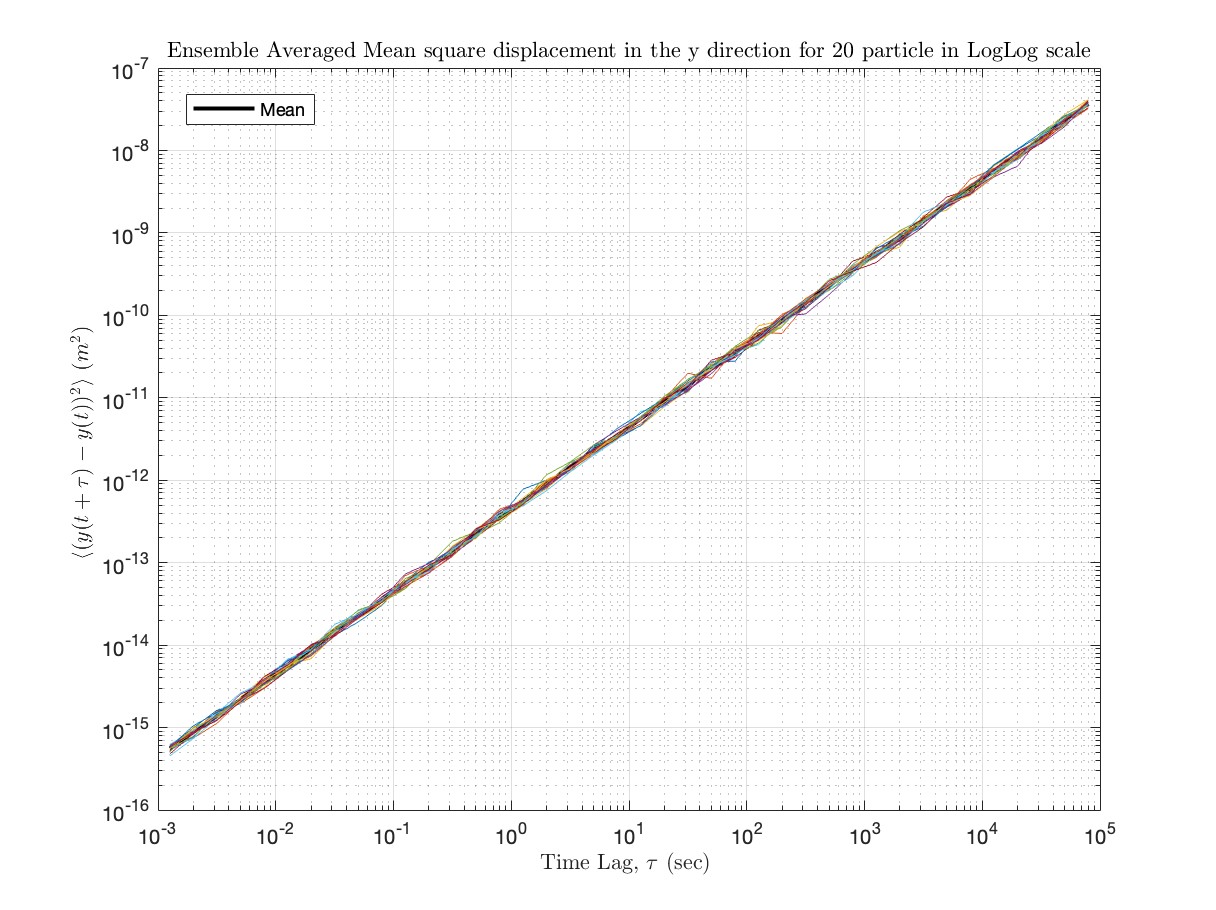 Ensemble Averaged Mean square displacement in the y direction for 20 particle in LogLog scale
Mean
10^-7
10^-8
10^-9
10^-10
10^-11
10^-12
10^-13
10^-14
10^-15
10^-16
⟨(y(t + τ) − y(t))^2⟩ (m^2)
10^-3 10^-2 10^-1 10^0 10^1 10^2 10^3 10^4 10^5
Time Lag, τ (sec)